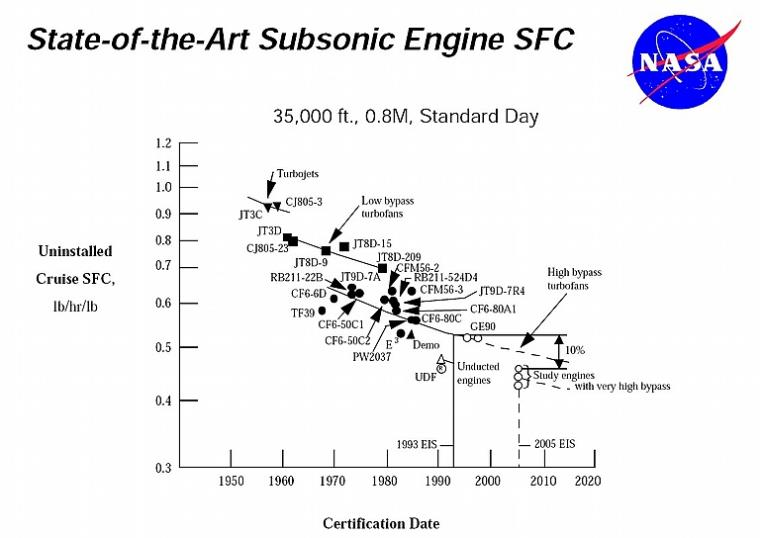 State-of-the-Art Subsonic Engine SFC
NASA
35,000 ft., 0.8M, Standard Day
1.2
1.1
1.0
0.9
0.8
0.7
0.6
0.5
0.4
0.3
Uninstalled
Cruise SFC,
lb/hr/lb
Turbojets
CJ805-3
JT3C
Low bypass
turbofans
JT3D
CJ805-23
JT8D-15
JT8D-9
JT8D-209
CFM56-2
RB211-22B
JT9D-7A
RB211-524D4
CF6-6D
CFM56-3
JT9D-7R4
High bypass
turbofans
TF39
CF6-50C1
CF6-80A1
CF6-80C
GE90
CF6-50C2
E3
Demo
PW2037
10%
UDF
Unducted
engines
Study engines
with very high bypass
1993 EIS
2005 EIS
1950
1960
1970
1980
1990
2000
2010
2020
Certification Date